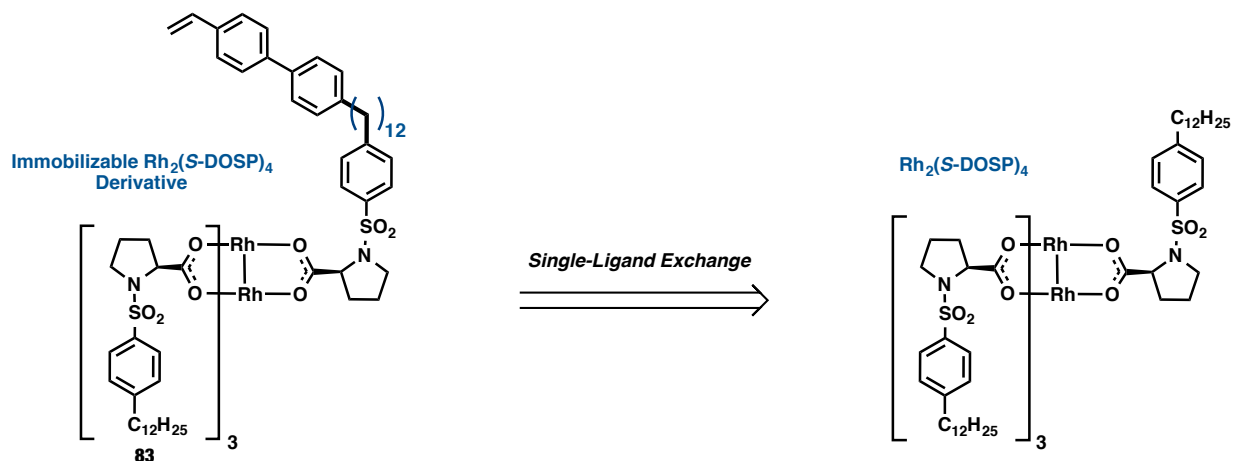 12
C12H25
Immobilizable Rh2(S-DOSP)4
Derivative
Rh2(S-DOSP)4
SO2
SO2
O
Rh
O
N
O
Rh
O
N
Single-Ligand Exchange
N
O
Rh
O
N
O
Rh
O
SO2
SO2
C12H25
3
C12H25
3
83